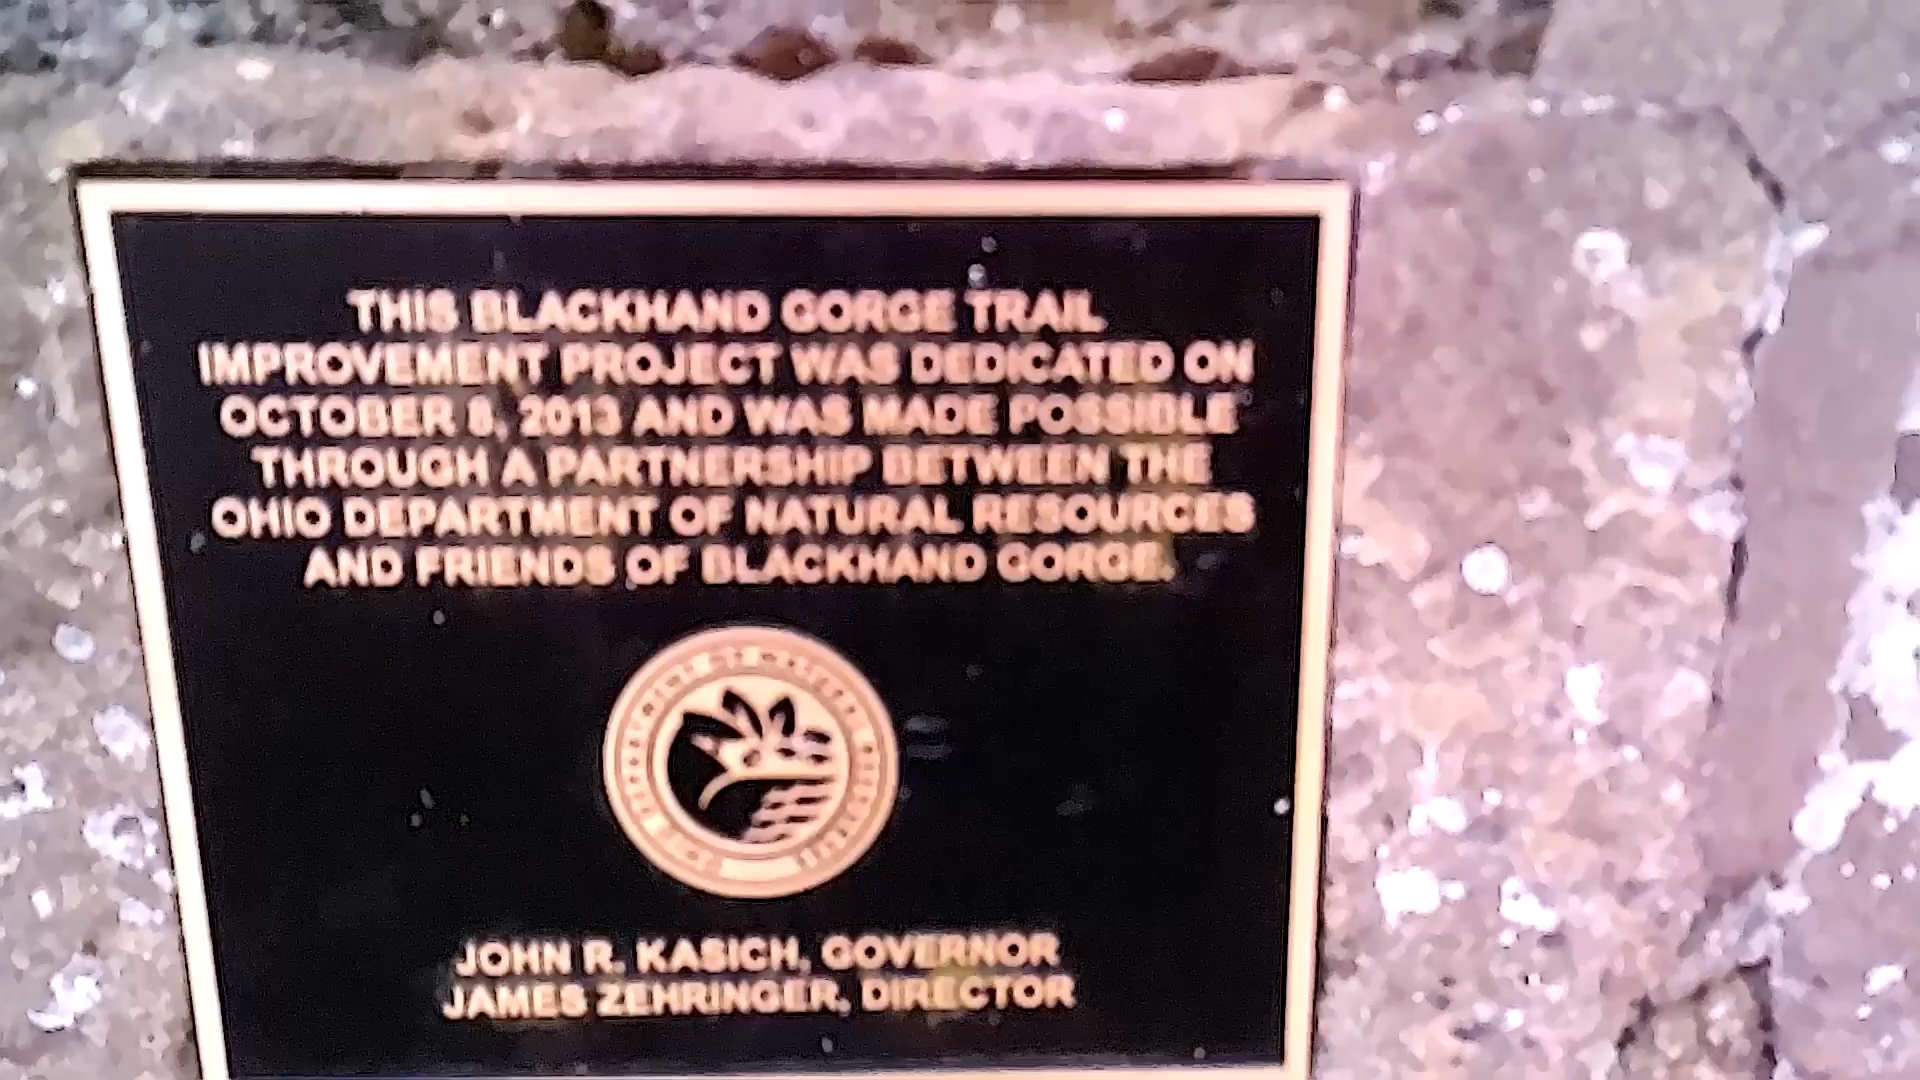 THIS BLACKHAND GORGE TRAIL
IMPROVEMENT PROJECT WAS DEDICATED ON
OCTOBER 8, 2013 AND WAS MADE POSSIBLE
THROUGH A PARTNERSHIP BETWEEN THE
OHIO DEPARTMENT OF NATURAL RESOURCES
AND FRIENDS OF BLACKHAND GORGE.
JOHN R. KASICH, GOVERNOR
JAMES ZEHRINGER, DIRECTOR